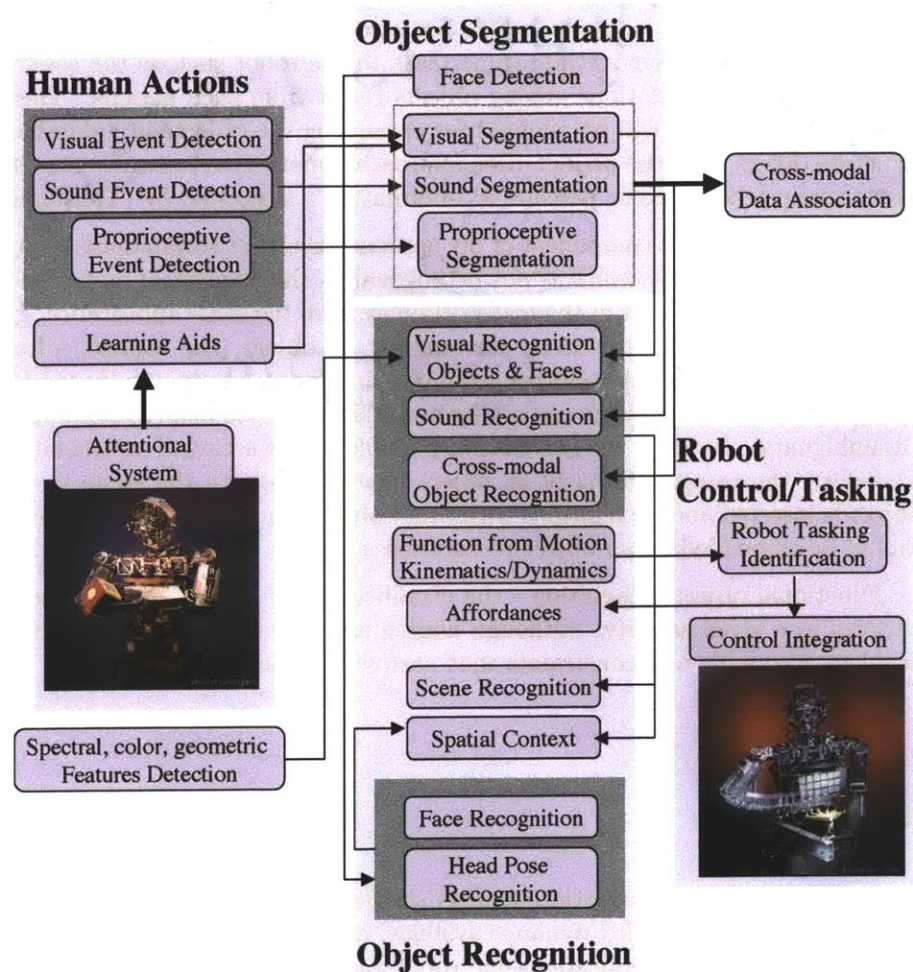 Object Segmentation
Face Detection
Human Actions
Visual Event Detection
Visual Segmentation
Sound Event Detection
Sound Segmentation
Cross-modal
Data Associaton
Proprioceptive
Event Detection
Proprioceptive
Segmentation
Learning Aids
Visual Recognition
Objects & Faces
Sound Recognition
Attentional
System
Cross-modal
Object Recognition
Robot
Control/Tasking
Function from Motion
Kinematics/Dynamics
Robot Tasking
Identification
Affordances
Control Integration
Scene Recognition
Spectral, color, geometric
Features Detection
Spatial Context
Face Recognition
Head Pose
Recognition
Object Recognition